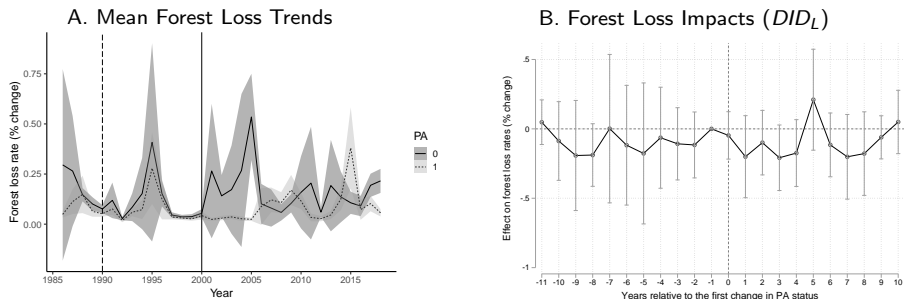 A. Mean Forest Loss Trends
Forest loss rate (% change)
0.75
0.50
0.25
0.00
1985
1990
1995
2000
2005
2010
2015
Year
PA
0
1
B. Forest Loss Impacts (DID_L)
Effect on forest loss rates (% change)
0
-.5
-1
-11 -10 -9 -8 -7 -6 -5 -4 -3 -2 -1 0 1 2 3 4 5 6 7 8 9 10
Years relative to the first change in PA status